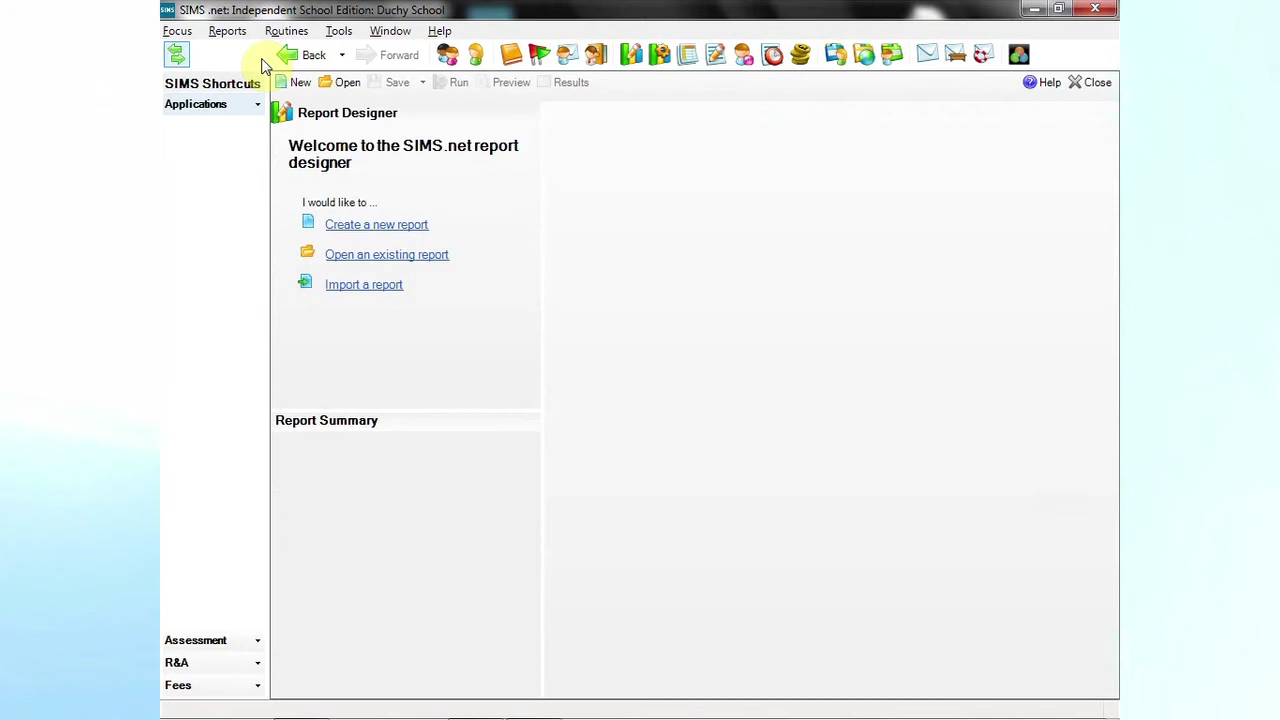 SIMS SIMS .net: Independent School Edition: Duchy School
Focus Reports Routines Tools Window Help
Back Forward
SIMS Shortcuts New Open Save Run Preview Results Help Close
Applications
Report Designer
Welcome to the SIMS.net report
designer
I would like to ...
Create a new report
Open an existing report
Import a report
Report Summary
Assessment
R&A
Fees